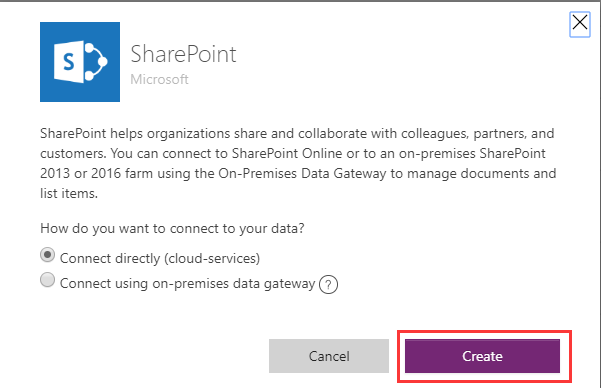 SharePoint
Microsoft
SharePoint helps organizations share and collaborate with colleagues, partners, and
customers. You can connect to SharePoint Online or to an on-premises SharePoint
2013 or 2016 farm using the On-Premises Data Gateway to manage documents and
list items.
How do you want to connect to your data?
Connect directly (cloud-services)
Connect using on-premises data gateway ?
Cancel
Create